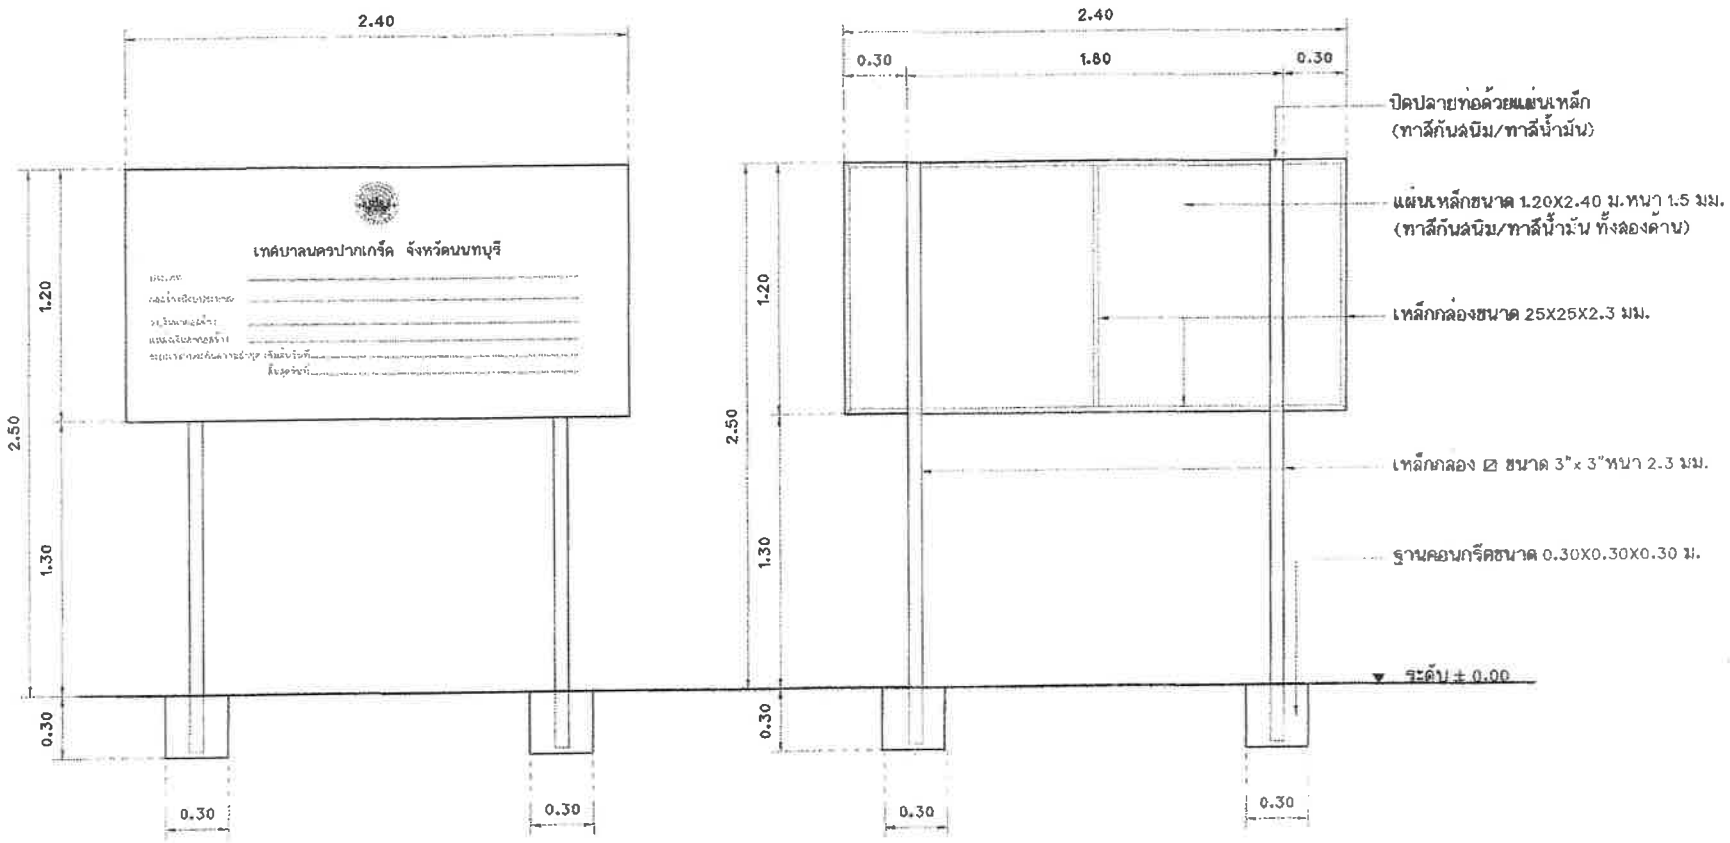 2.40
1.20
2.50
1.30
0.30
0.30
0.30
เทศบาลนครปากเกร็ด จังหวัดนนทบุรี
สิ้นสุดวันที่
2.40
0.30
1.80
0.30
1.20
2.50
1.30
0.30
0.30
0.30
ปิดปลายท่อด้วยแผ่นเหล็ก
(ทาสีกันสนิม/ทาสีน้ำมัน)
แผ่นเหล็กขนาด 1.20X2.40 ม.หนา 1.5 มม.
(ทาสีกันสนิม/ทาสีน้ำมัน ทั้งสองด้าน)
เหล็กกล่องขนาด 25X25X2.3 มม.
เหล็กกล่อง ขนาด 3"x 3"หนา 2.3 มม.
ฐานคอนกรีตขนาด 0.30X0.30X0.30 ม.
ระดับ ± 0.00